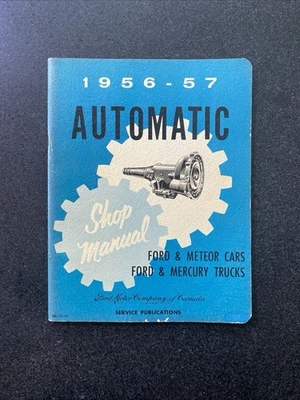 1956-57
AUTOMATIC
Shop
Manual
FORD & METEOR CARS
FORD & MERCURY TRUCKS
Ford Motor Company of Canada
SERVICE PUBLICATIONS